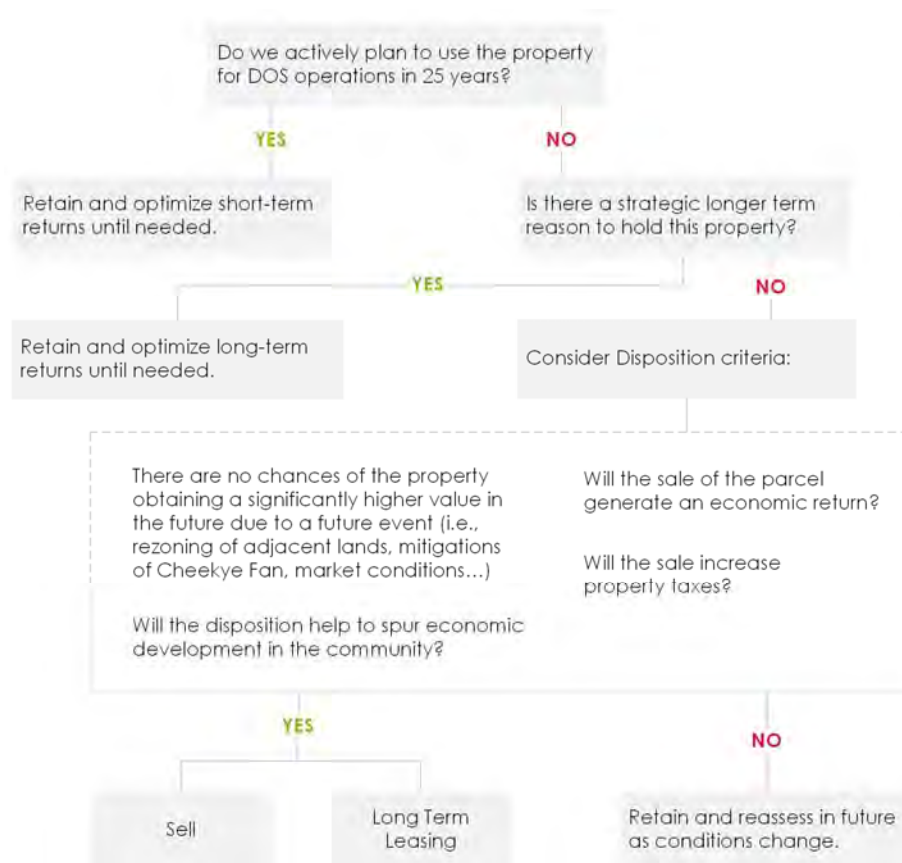 Do we actively plan to use the property
for DOS operations in 25 years?
YES
NO
Retain and optimize short-term
returns until needed.
Is there a strategic longer term
reason to hold this property?
YES
NO
Retain and optimize long-term
returns until needed.
Consider Disposition criteria:
There are no chances of the property
obtaining a significantly higher value in
the future due to a future event (i.e.,
rezoning of adjacent lands, mitigations
of Cheekye Fan, market conditions...)
Will the disposition help to spur economic
development in the community?
Will the sale of the parcel
generate an economic return?
Will the sale increase
property taxes?
YES
NO
Sell
Long Term
Leasing
Retain and reassess in future
as conditions change.